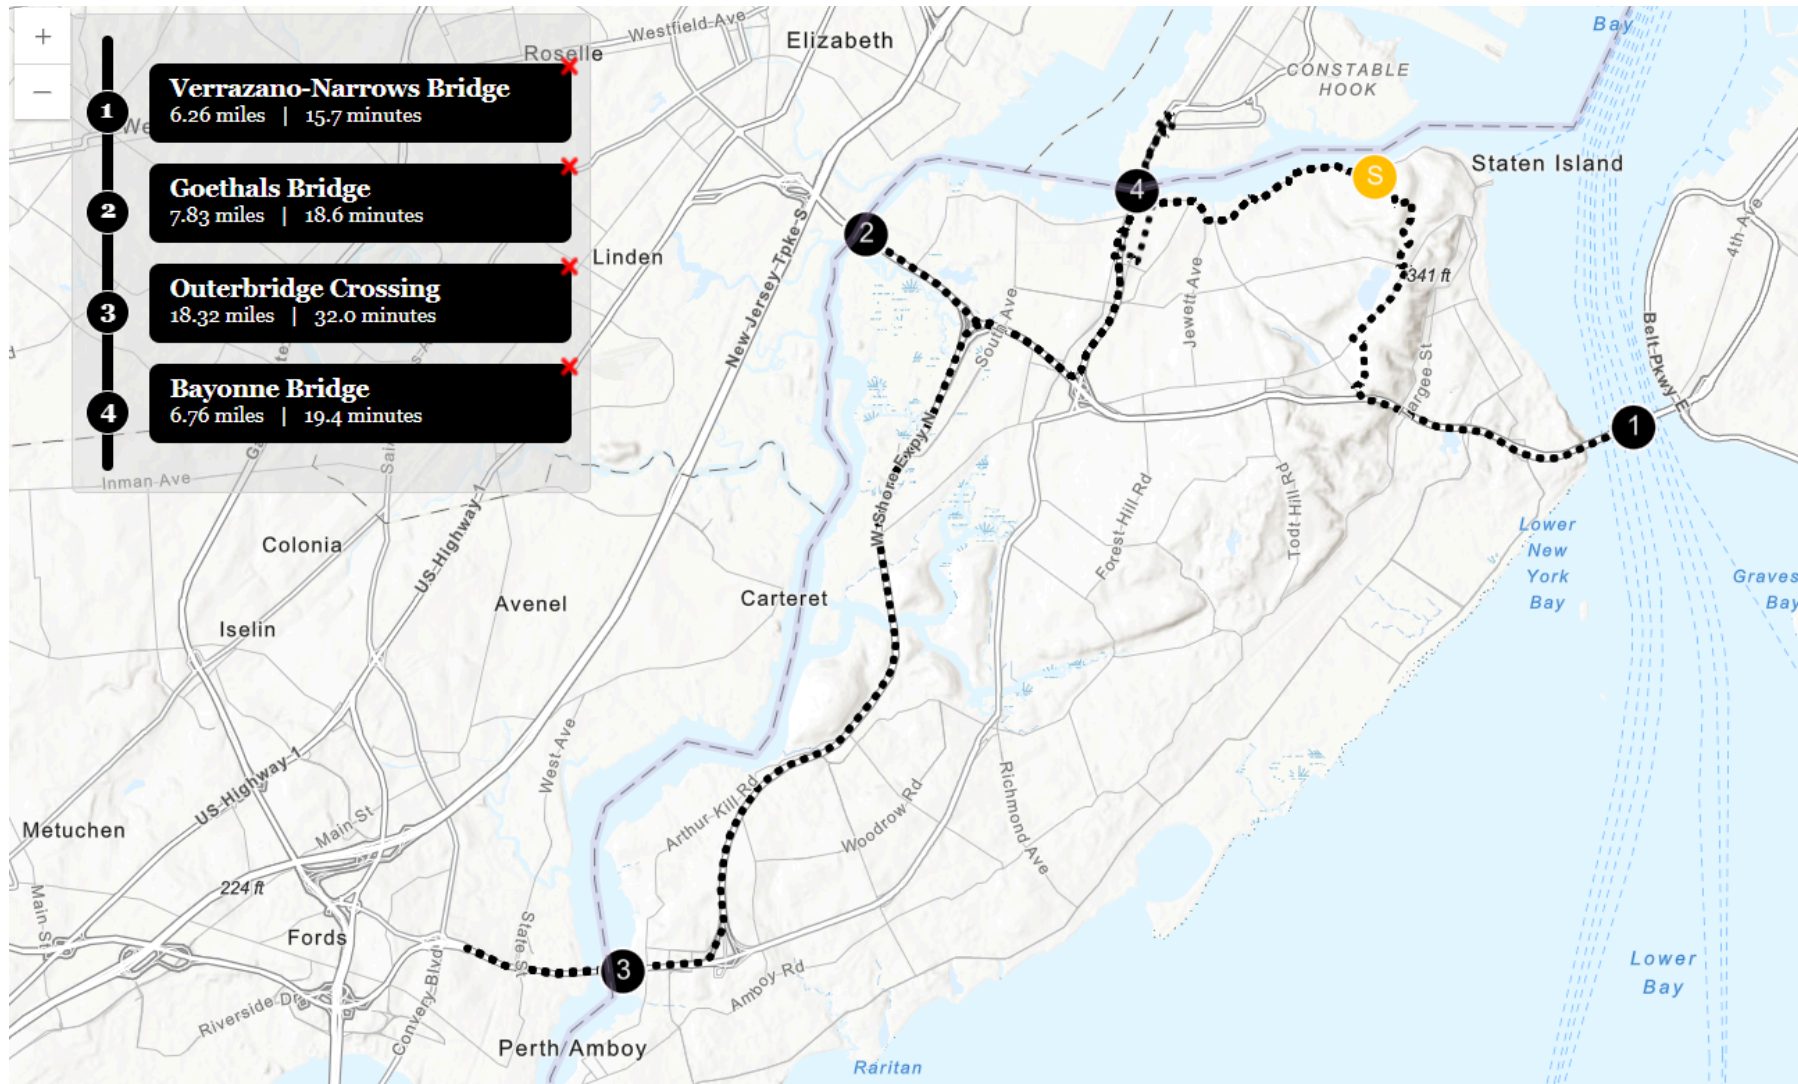 +
−
1
Verrazano-Narrows Bridge
6.26 miles | 15.7 minutes
2
Goethals Bridge
7.83 miles | 18.6 minutes
3
Outerbridge Crossing
18.32 miles | 32.0 minutes
4
Bayonne Bridge
6.76 miles | 19.4 minutes
Roselle
Westfield Ave
Elizabeth
Bay
CONSTABLE
HOOK
Staten Island
S
4
2
4th Ave
Linden
New Jersey Tpke S
341 ft
Jewett Ave
South Ave
Targee St
Belt Pkwy E
1
Inman Ave
W Shore Expy N
Forest Hill Rd
Todt Hill Rd
US Highway 1
Colonia
Lower
New
York
Bay
Graves
Bay
Avenel
Carteret
Iselin
West Ave
US Highway 1
Main St
Metuchen
Arthur Kill Rd
Woodrow Rd
Richmond Ave
224 ft
Main St
Fords
State St
3
Convery Blvd
Amboy Rd
Riverside Dr
Lower
Bay
Perth Amboy
Raritan